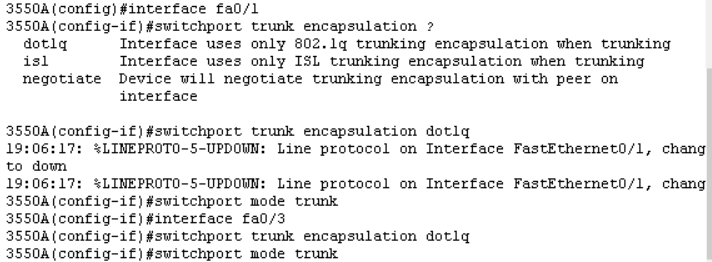 3550A(config)#interface fa0/1
3550A(config-if)#switchport trunk encapsulation ?
dot1q Interface uses only 802.1q trunking encapsulation when trunking
isl Interface uses only ISL trunking encapsulation when trunking
negotiate Device will negotiate trunking encapsulation with peer on
interface
3550A(config-if)#switchport trunk encapsulation dot1q
19:06:17: %LINEPROTO-5-UPDOWN: Line protocol on Interface FastEthernet0/1, chang
to down
19:06:17: %LINEPROTO-5-UPDOWN: Line protocol on Interface FastEthernet0/1, chang
3550A(config-if)#switchport mode trunk
3550A(config-if)#interface fa0/3
3550A(config-if)#switchport trunk encapsulation dot1q
3550A(config-if)#switchport mode trunk